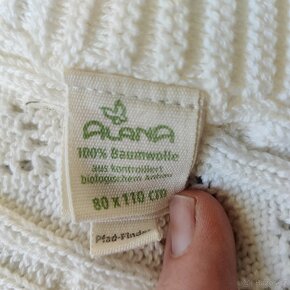 ALANA
100% Baumwolle
aus kontrolliert
biologischem Anbau
80 x 110 cm
Pfad-Finder